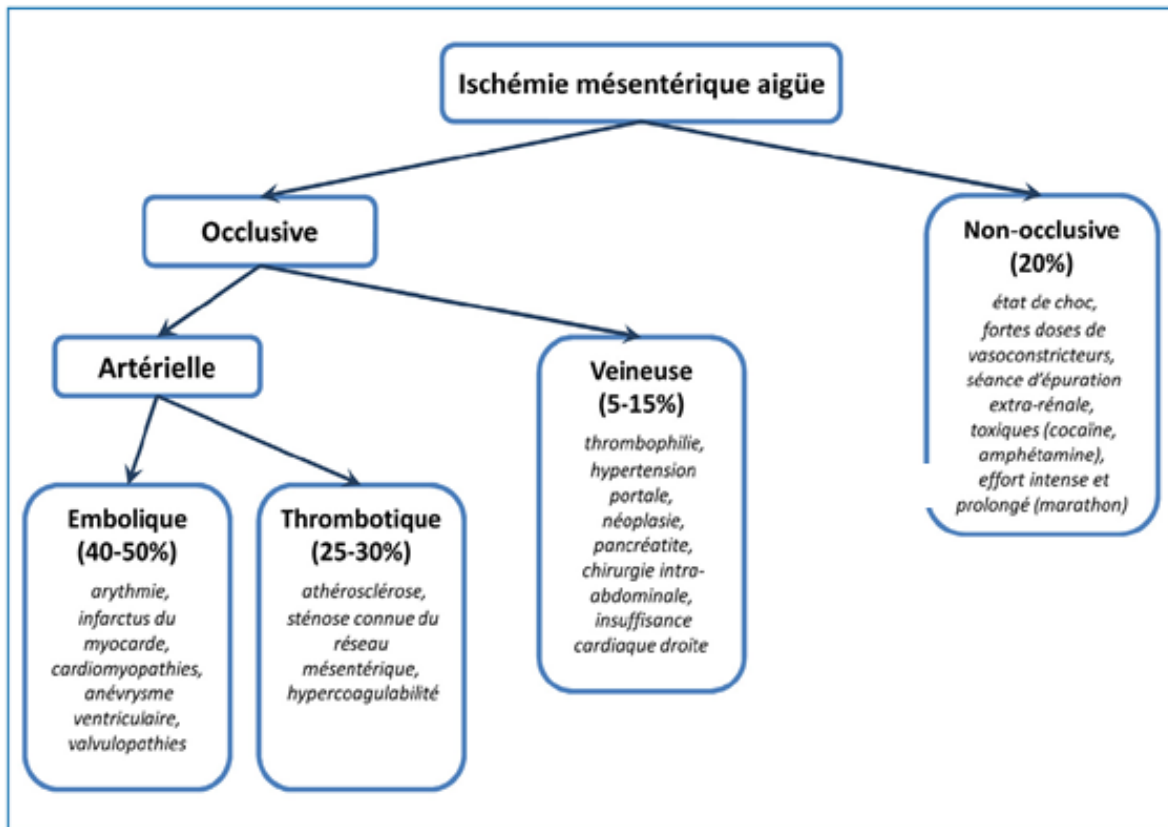 Ischémie mésentérique aigüe
Occlusive
Non-occlusive
(20%)
état de choc,
fortes doses de
vasoconstricteurs,
séance d'épuration
extra-rénale,
toxiques (cocaïne,
amphétamine),
effort intense et
prolongé (marathon)
Artérielle
Veineuse
(5-15%)
thrombophilie,
hypertension
portale,
néoplasie,
pancréatite,
chirurgie intra-
abdominale,
insuffisance
cardiaque droite
Embolique
(40-50%)
arythmie,
infarctus du
myocarde,
cardiomyopathies,
anévrysme
ventriculaire,
valvulopathies
Thrombotique
(25-30%)
athérosclérose,
sténose connue du
réseau
mésentérique,
hypercoagulabilité